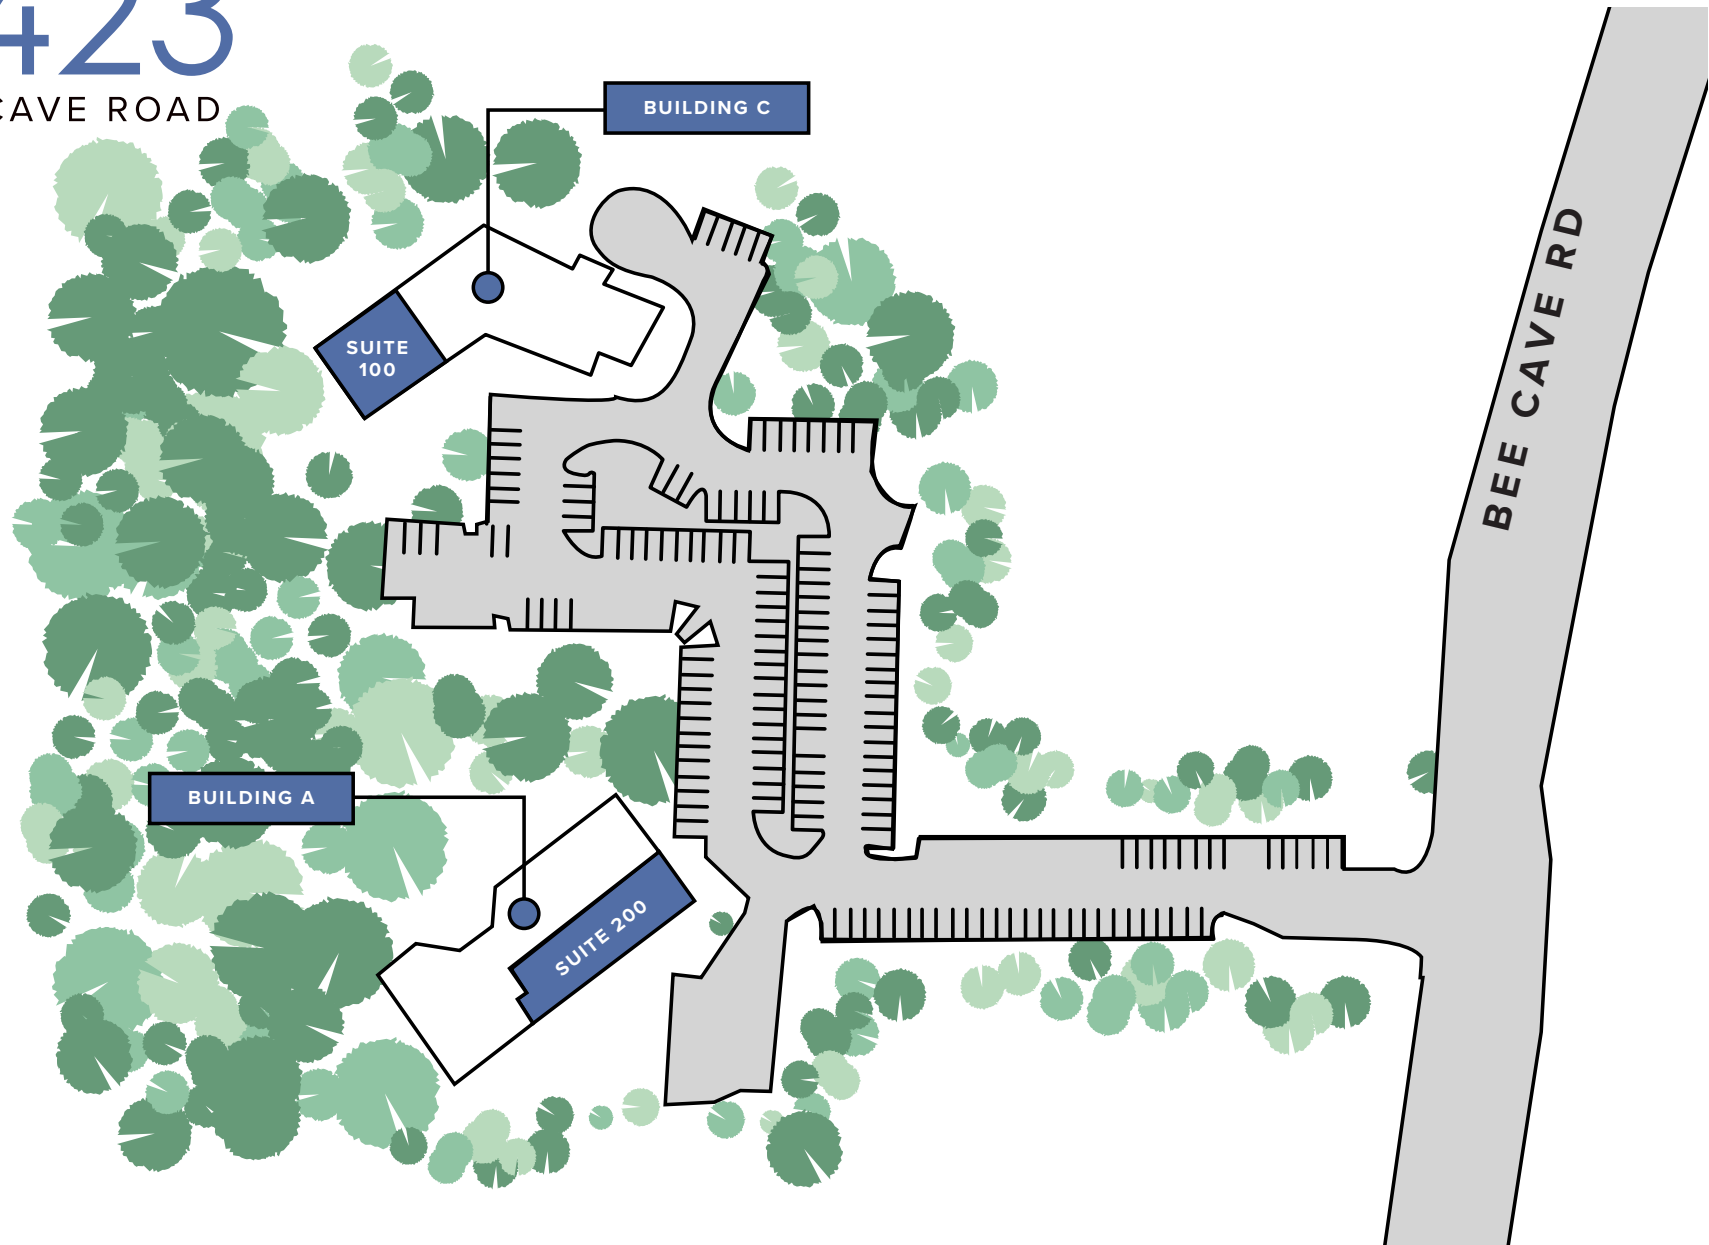 423
CAVE ROAD
BUILDING C
SUITE
100
BEE CAVE RD
BUILDING A
SUITE 200